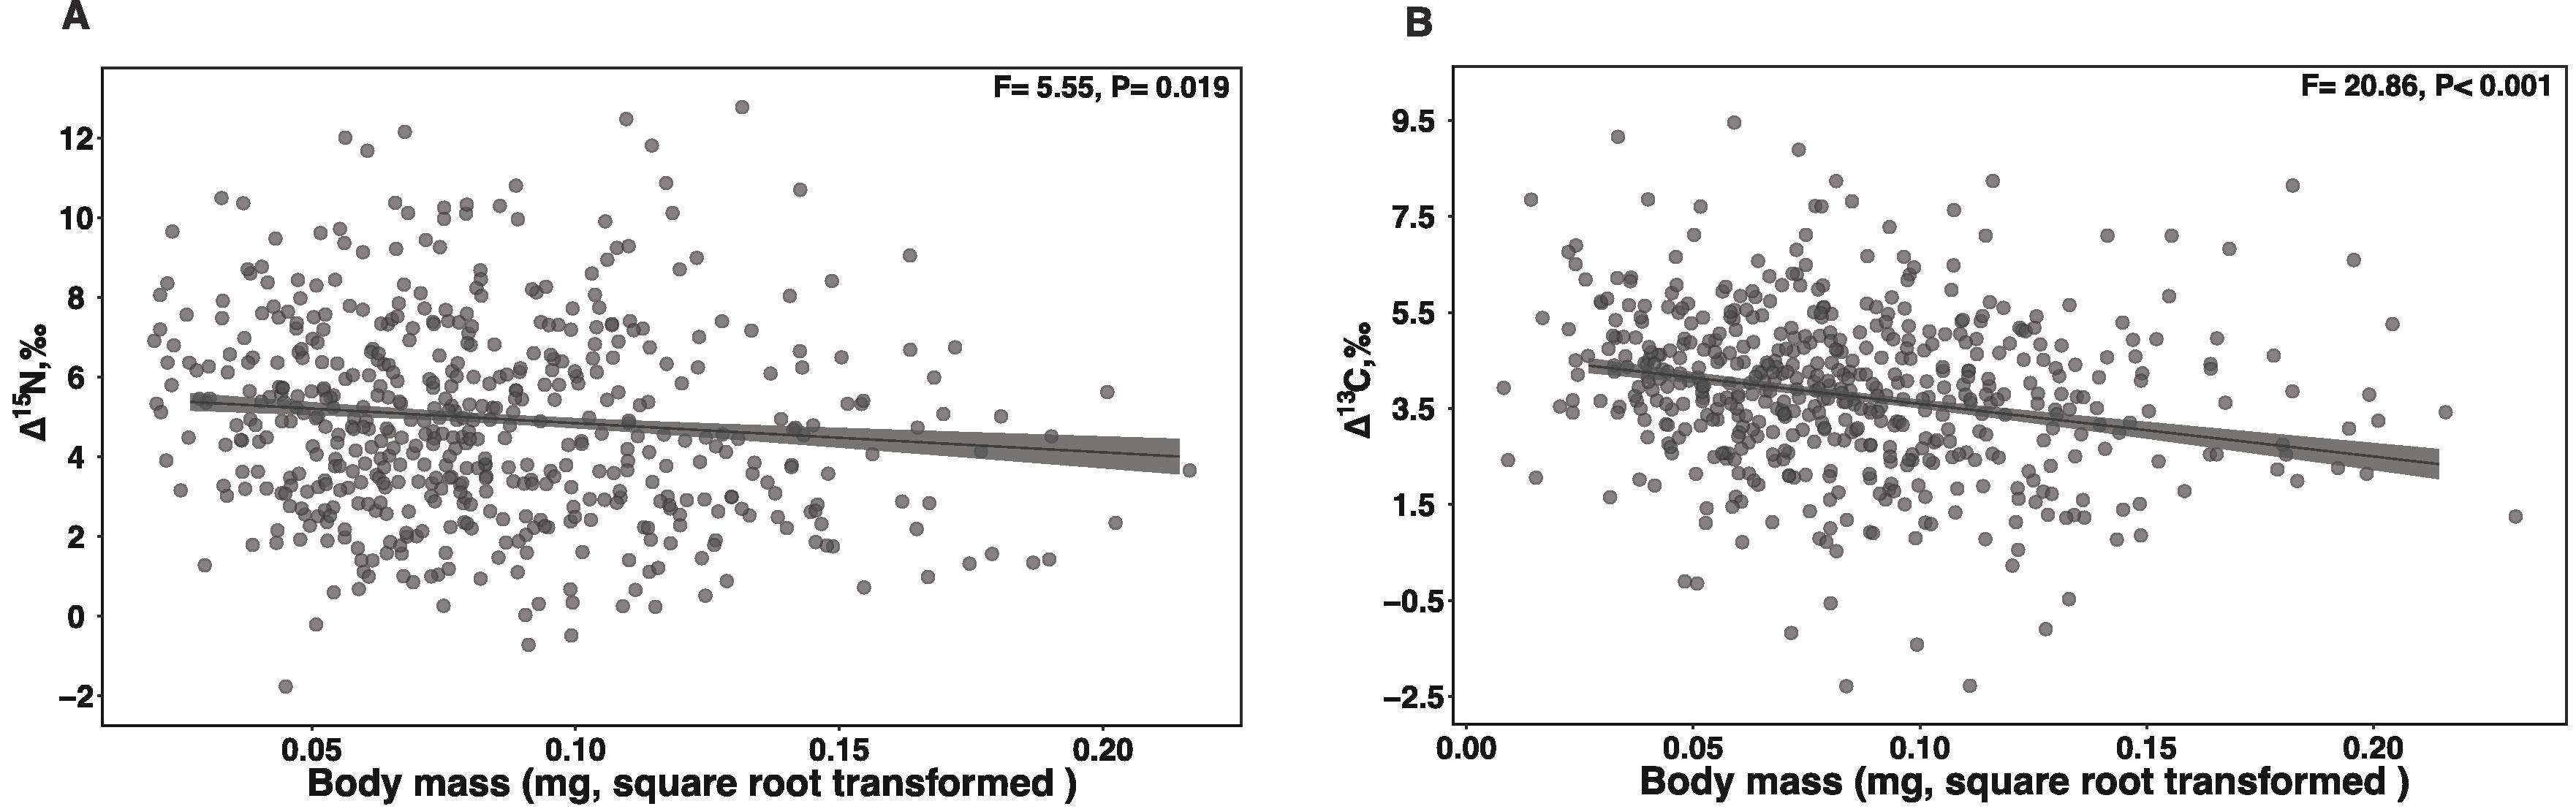 A
F= 5.55, P= 0.019
12
10
8
6
4
2
0
−2
Δ¹⁵N,‰
0.05 0.10 0.15 0.20
Body mass (mg, square root transformed )
B
F= 20.86, P< 0.001
9.5
7.5
5.5
3.5
1.5
−0.5
−2.5
Δ¹³C,‰
0.00 0.05 0.10 0.15 0.20
Body mass (mg, square root transformed )